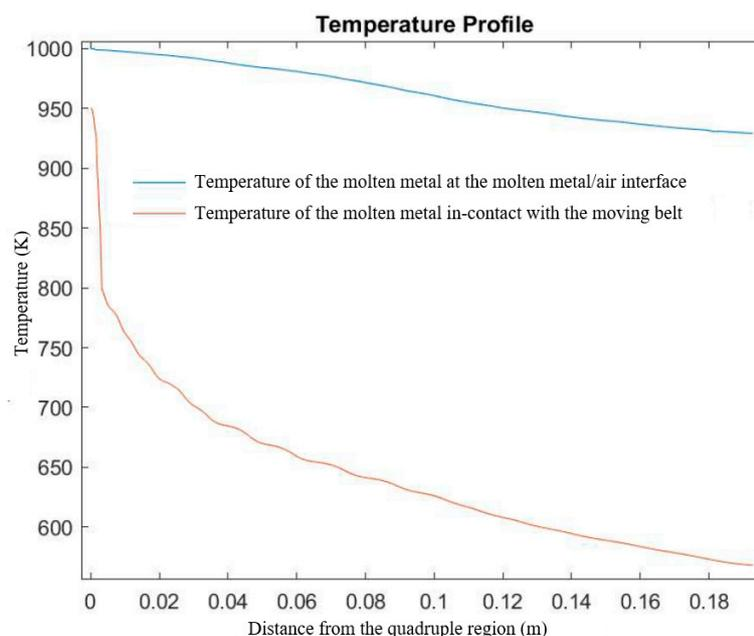 Temperature Profile
1000
950
900
850
800
750
700
650
600
Temperature (K)
Temperature of the molten metal at the molten metal/air interface
Temperature of the molten metal in-contact with the moving belt
0 0.02 0.04 0.06 0.08 0.1 0.12 0.14 0.16 0.18
Distance from the quadruple region (m)